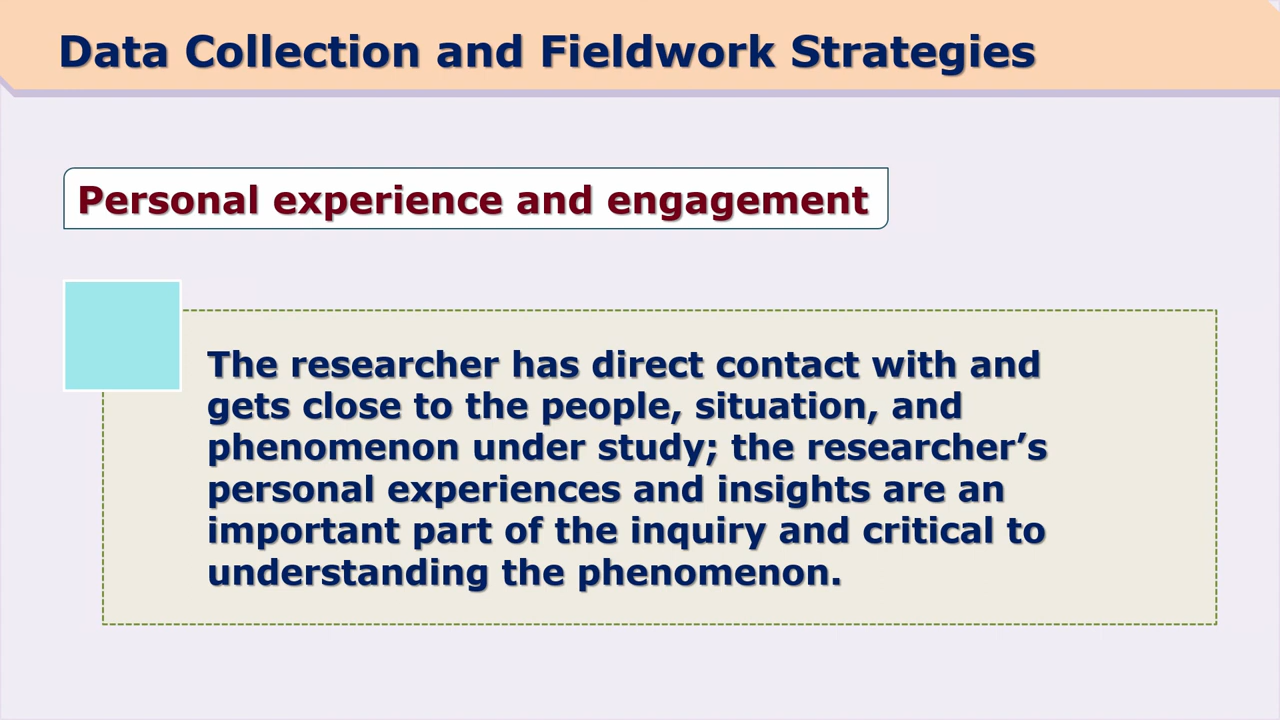 Data Collection and Fieldwork Strategies
Personal experience and engagement
The researcher has direct contact with and
gets close to the people, situation, and
phenomenon under study; the researcher’s
personal experiences and insights are an
important part of the inquiry and critical to
understanding the phenomenon.